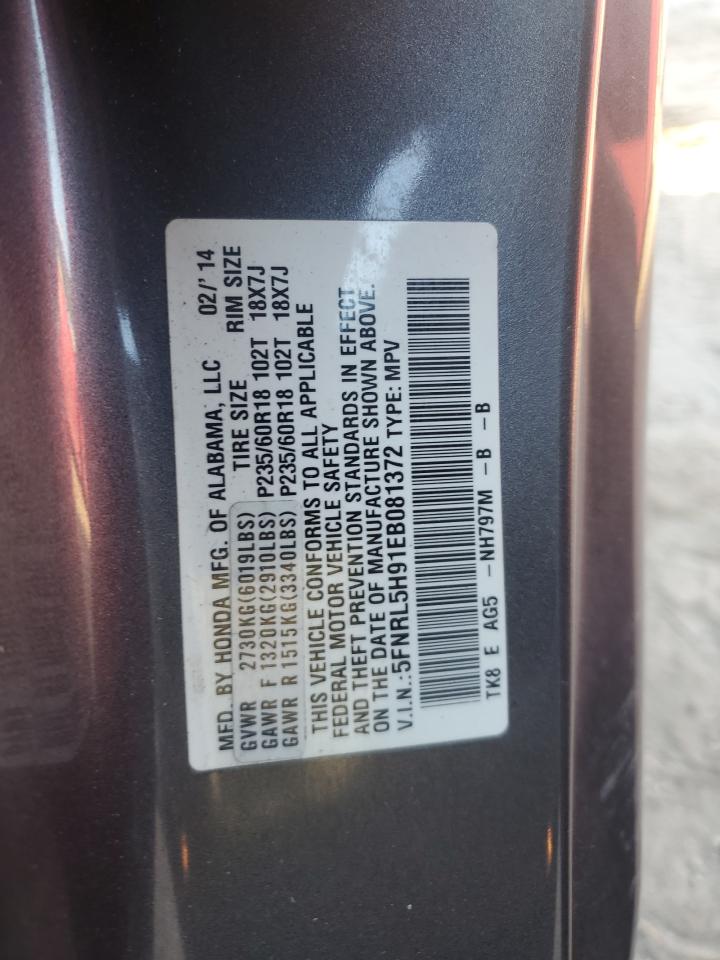 MFD. BY HONDA MFG. OF ALABAMA, LLC 02/' 14
GVWR 2730KG(6019LBS) TIRE SIZE RIM SIZE
GAWR F 1320KG(2910LBS) P235/60R18 102T 18X7J
GAWR R 1515KG(3340LBS) P235/60R18 102T 18X7J
THIS VEHICLE CONFORMS TO ALL APPLICABLE
FEDERAL MOTOR VEHICLE SAFETY
AND THEFT PREVENTION STANDARDS IN EFFECT
ON THE DATE OF MANUFACTURE SHOWN ABOVE.
V.I.N.:5FNRL5H91EB081372 TYPE: MPV
TK8 E AG5 -NH797M -B -B